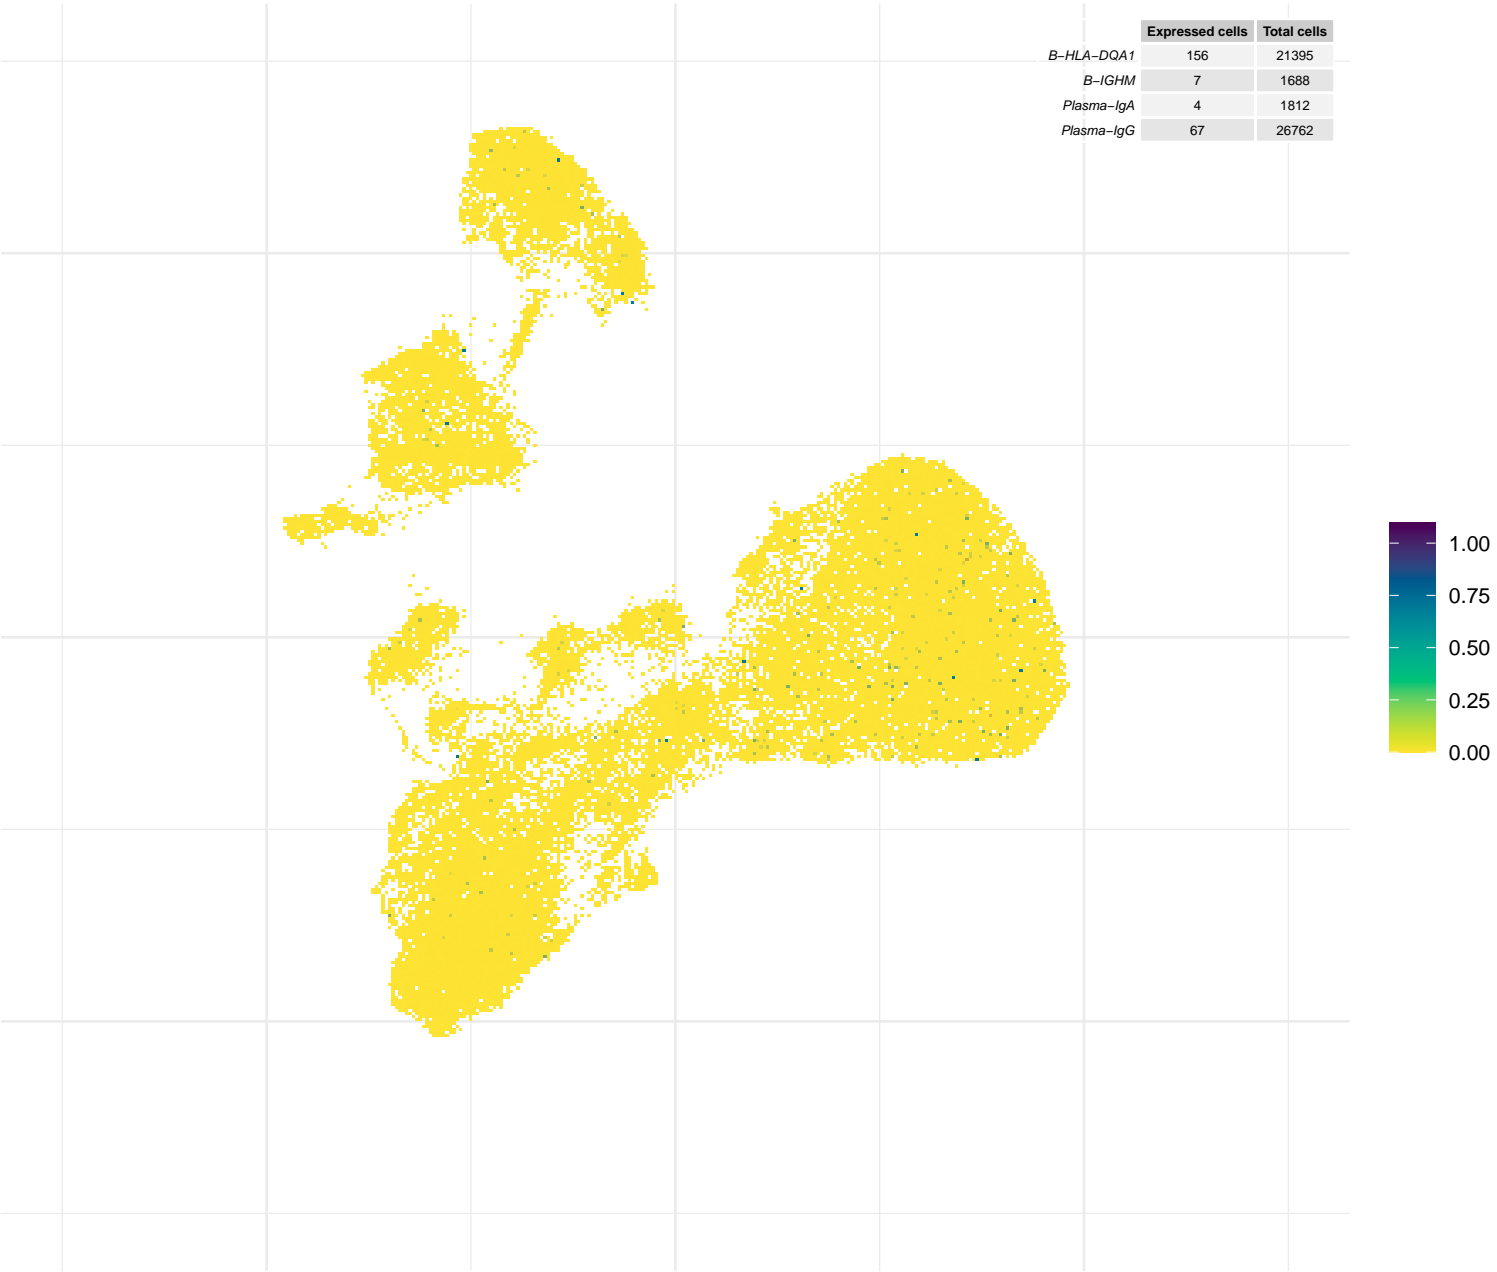 Expressed cells Total cells
B−HLA−DQA1 156 21395
B−IGHM 7 1688
Plasma−IgA 4 1812
Plasma−IgG 67 26762
1.00
0.75
0.50
0.25
0.00